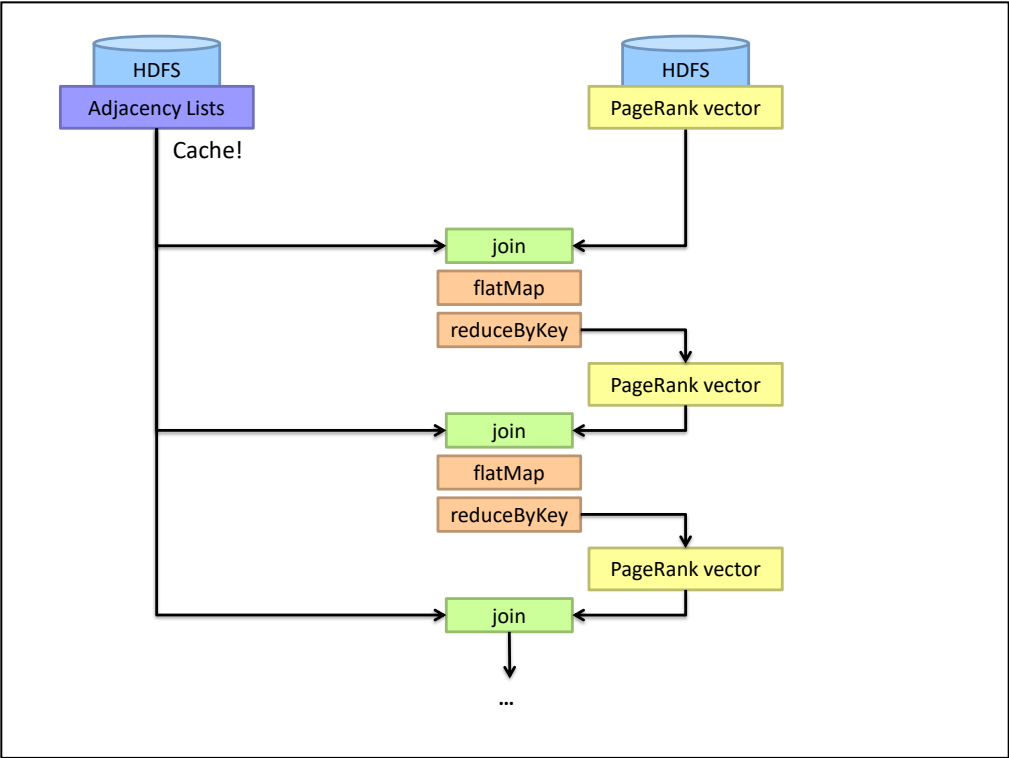 HDFS
Adjacency Lists
Cache!
HDFS
PageRank vector
join
flatMap
reduceByKey
PageRank vector
join
flatMap
reduceByKey
PageRank vector
join
…